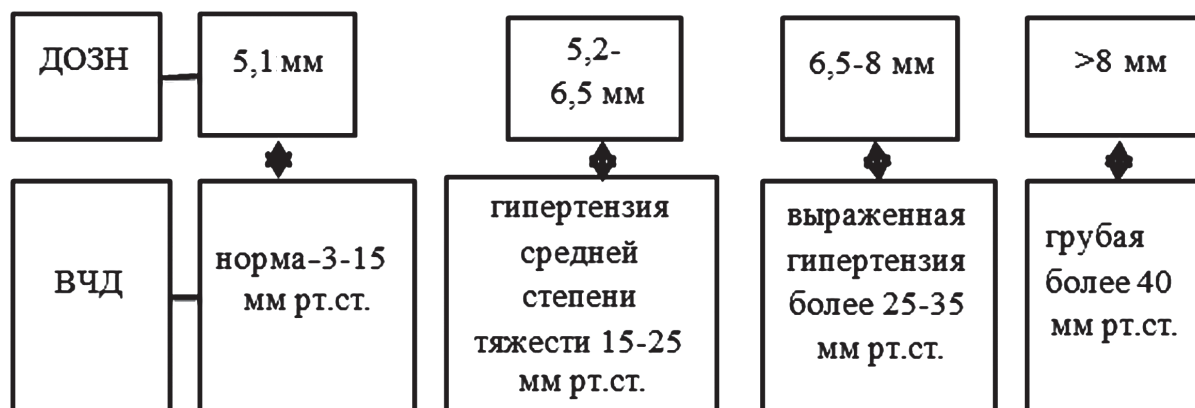 ДОЗН
5,1 мм
5,2-
6,5 мм
6,5-8 мм
>8 мм
ВЧД
норма-3-15
мм рт.ст.
гипертензия
средней
степени
тяжести 15-25
мм рт.ст.
выраженная
гипертензия
более 25-35
мм рт.ст.
грубая
более 40
мм рт.ст.